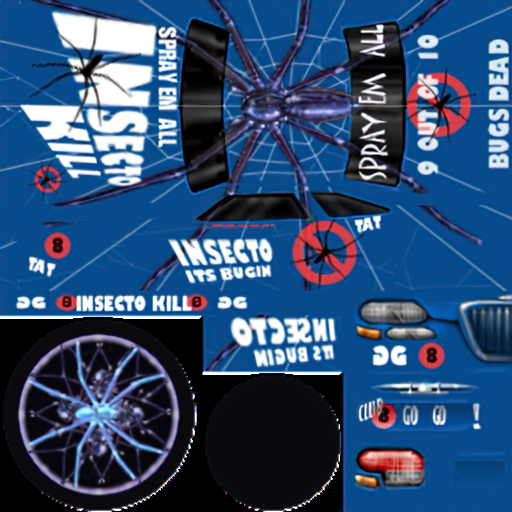 INSECTO
KILL
SPRAY EM ALL
SPRAY EM ALL
9 OUT OF 10
BUGS DEAD
8
TAT
INSECTO
ITS BUGIN
TAT
DG 8 INSECTO KILL 8 DG
INSECTO
ITS BUGIN
DG 8
CLUB 8 GO GO !